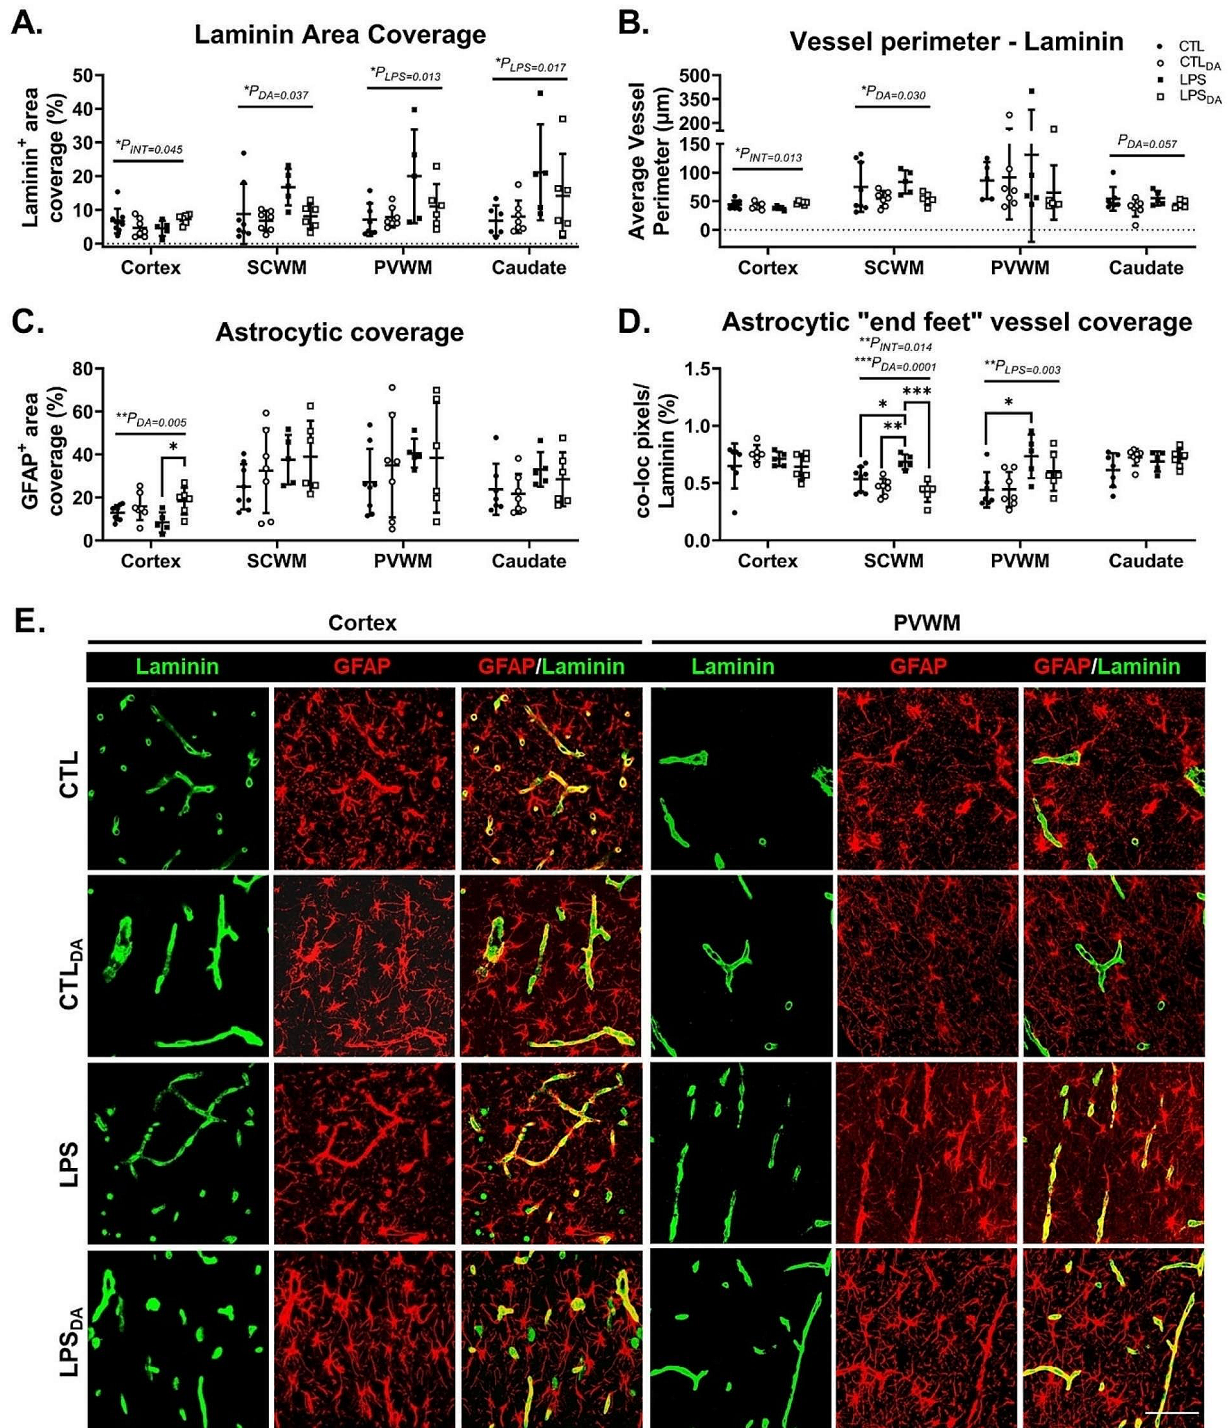 A.
Laminin Area Coverage
Laminin+ area
coverage (%)
50
40
30
20
10
0
*PINT=0.045
*PDA=0.037
*PLPS=0.013
*PLPS=0.017
Cortex SCWM PVWM Caudate
B.
Vessel perimeter - Laminin
CTL
CTLDA
LPS
LPSDA
Average Vessel
Perimeter (µm)
500
350
200
150
100
50
0
*PINT=0.013
*PDA=0.030
PDA=0.057
Cortex SCWM PVWM Caudate
C.
Astrocytic coverage
GFAP+ area
coverage (%)
80
60
40
20
0
**PDA=0.005
*
Cortex SCWM PVWM Caudate
D.
Astrocytic "end feet" vessel coverage
co-loc pixels/
Laminin (%)
1.5
1.0
0.5
0.0
**PINT=0.014
***PDA=0.0001
* ***
**
**PLPS=0.003
*
Cortex SCWM PVWM Caudate
E.
Cortex PVWM
Laminin GFAP GFAP/Laminin Laminin GFAP GFAP/Laminin
CTL
CTLDA
LPS
LPSDA